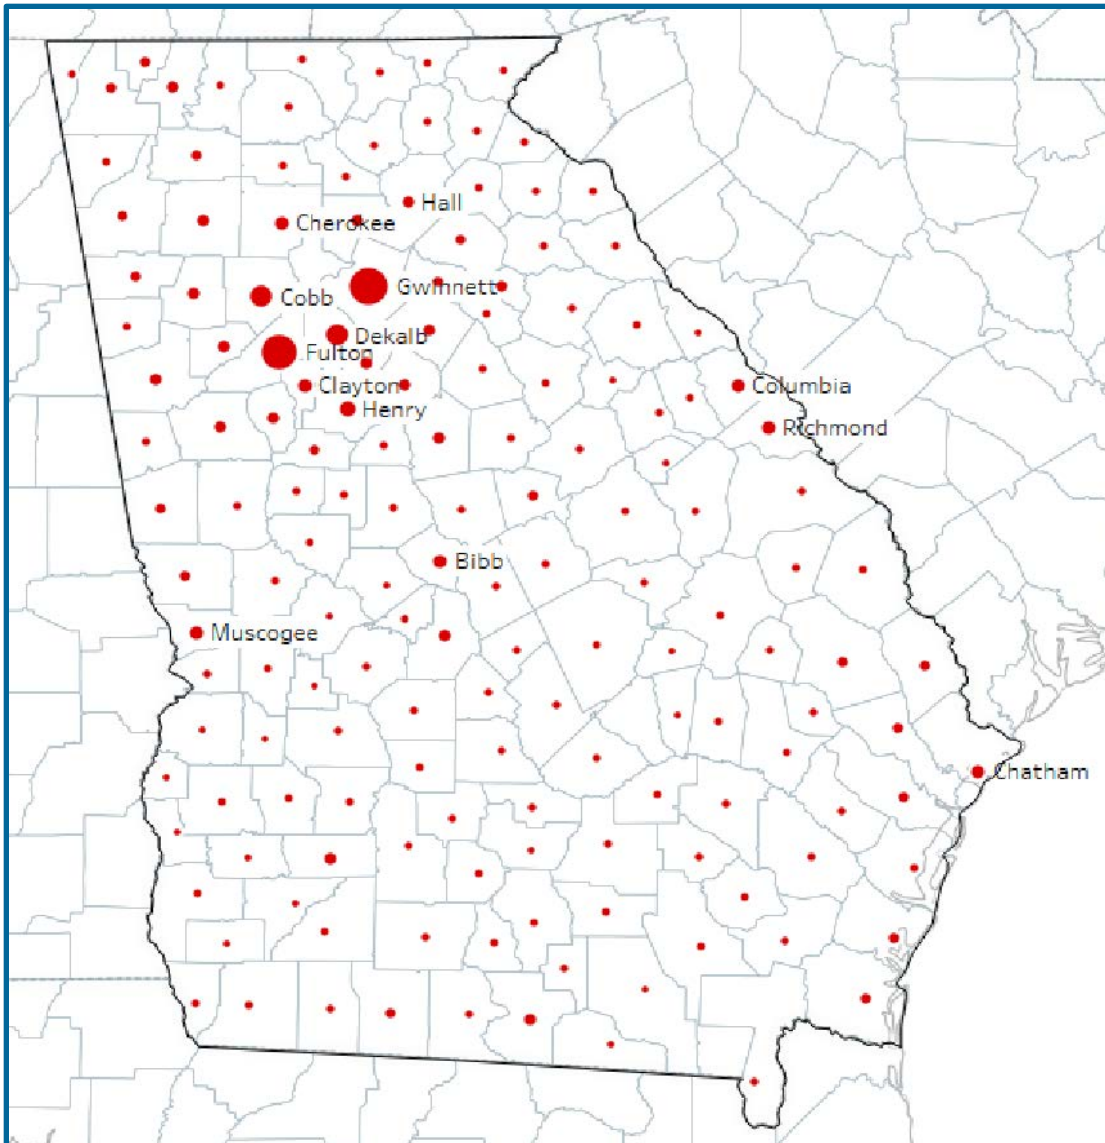 Hall
Cherokee
Gwinnett
Cobb
Dekalb
Fulton
Clayton
Columbia
Henry
Richmond
Bibb
Muscogee
Chatham